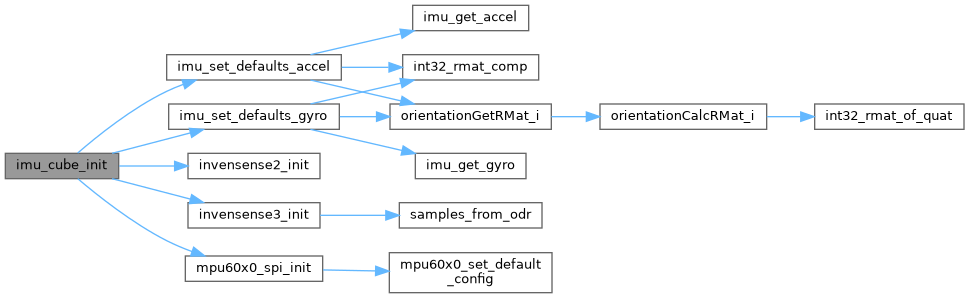 imu_get_accel
imu_set_defaults_accel
int32_rmat_comp
imu_set_defaults_gyro
orientationGetRMat_i
orientationCalcRMat_i
int32_rmat_of_quat
imu_cube_init
invensense2_init
imu_get_gyro
invensense3_init
samples_from_odr
mpu60x0_spi_init
mpu60x0_set_default
_config